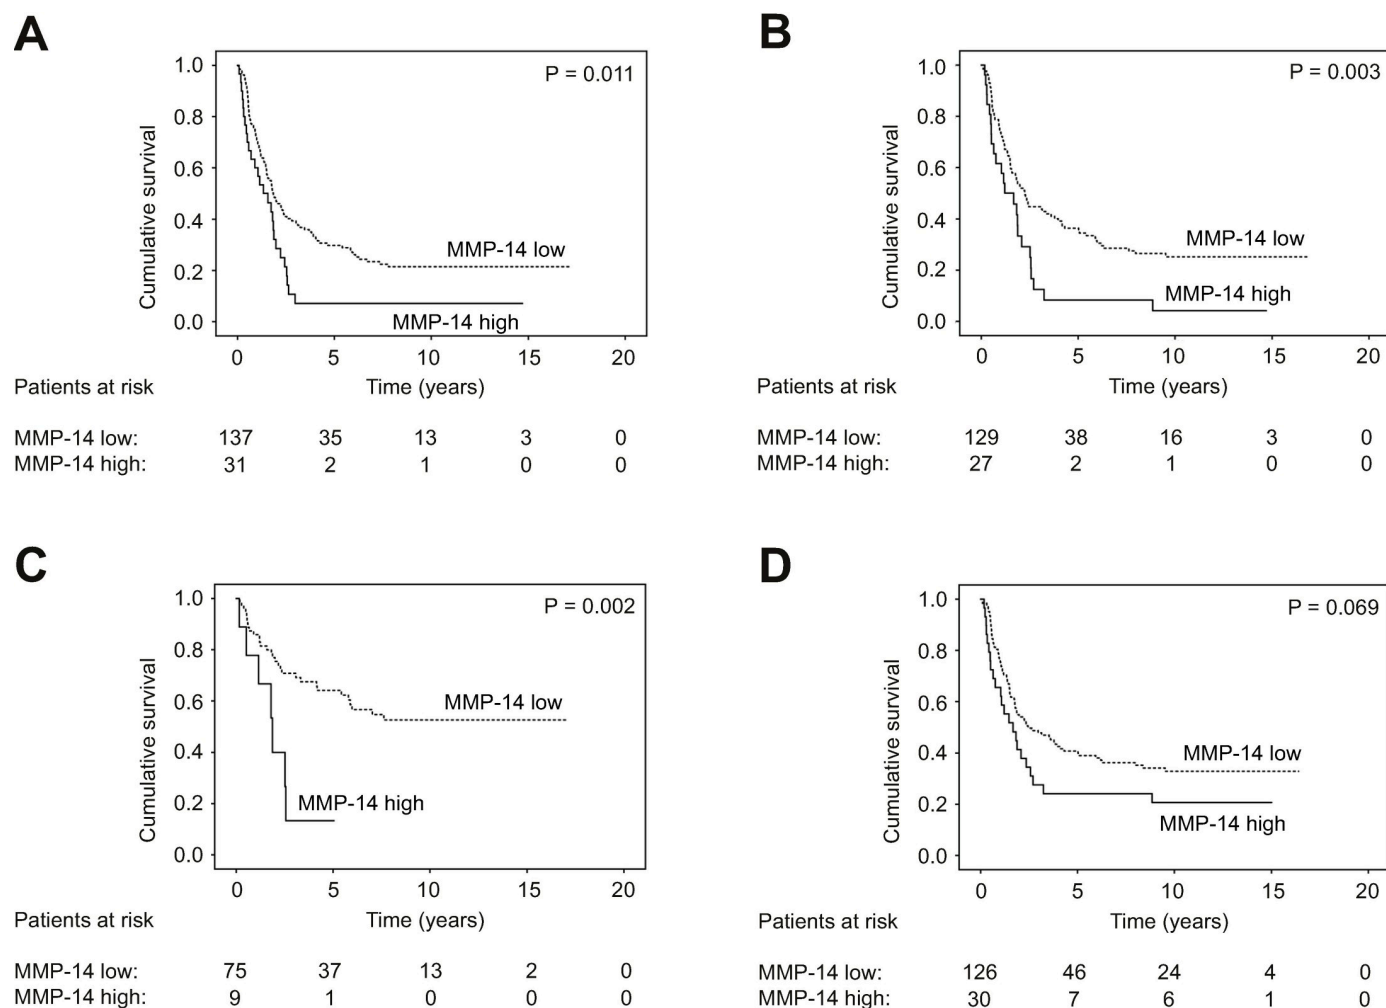 A
P = 0.011
Cumulative survival
1.0
0.8
0.6
0.4
0.2
0.0
MMP-14 low
MMP-14 high
0 5 10 15 20
Patients at risk Time (years)
MMP-14 low: 137 35 13 3 0
MMP-14 high: 31 2 1 0 0
B
P = 0.003
Cumulative survival
1.0
0.8
0.6
0.4
0.2
0.0
MMP-14 low
MMP-14 high
0 5 10 15 20
Patients at risk Time (years)
MMP-14 low: 129 38 16 3 0
MMP-14 high: 27 2 1 0 0
C
P = 0.002
Cumulative survival
1.0
0.8
0.6
0.4
0.2
0.0
MMP-14 low
MMP-14 high
0 5 10 15 20
Patients at risk Time (years)
MMP-14 low: 75 37 13 2 0
MMP-14 high: 9 1 0 0 0
D
P = 0.069
Cumulative survival
1.0
0.8
0.6
0.4
0.2
0.0
MMP-14 low
MMP-14 high
0 5 10 15 20
Patients at risk Time (years)
MMP-14 low: 126 46 24 4 0
MMP-14 high: 30 7 6 1 0